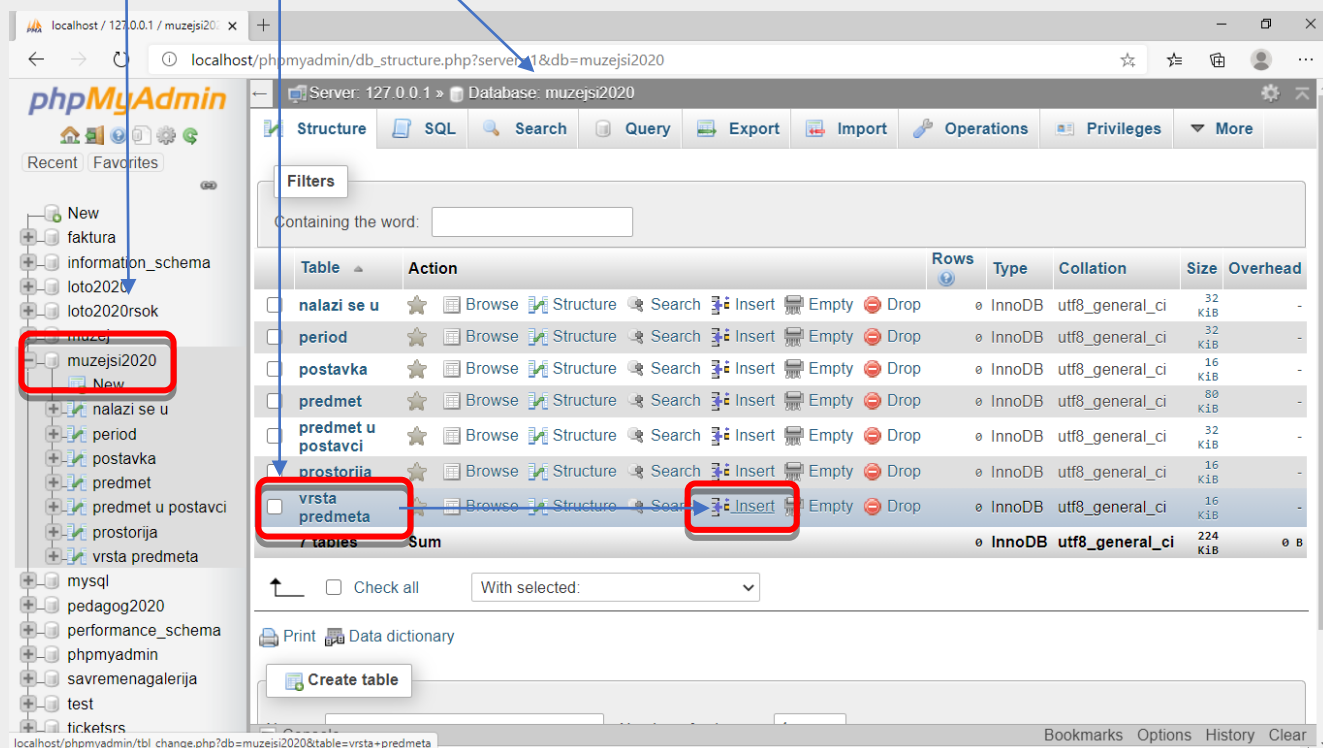 localhost / 127.0.0.1 / muzejsi202
localhost/phpmyadmin/db_structure.php?server=1&db=muzejsi2020
phpMyAdmin
Recent Favorites
New
faktura
information_schema
loto2020
loto2020rsok
muzej
muzejsi2020
New
nalazi se u
period
postavka
predmet
predmet u postavci
prostorija
vrsta predmeta
mysql
pedagog2020
performance_schema
phpmyadmin
savremenagalerija
test
ticketsrs
Server: 127.0.0.1 » Database: muzejsi2020
Structure SQL Search Query Export Import Operations Privileges More
Filters
Containing the word:
Table Action Rows Type Collation Size Overhead
nalazi se u Browse Structure Search Insert Empty Drop 0 InnoDB utf8_general_ci 32 KiB -
period Browse Structure Search Insert Empty Drop 0 InnoDB utf8_general_ci 32 KiB -
postavka Browse Structure Search Insert Empty Drop 0 InnoDB utf8_general_ci 16 KiB -
predmet Browse Structure Search Insert Empty Drop 0 InnoDB utf8_general_ci 80 KiB -
predmet u postavci Browse Structure Search Insert Empty Drop 0 InnoDB utf8_general_ci 32 KiB -
prostorija Browse Structure Search Insert Empty Drop 0 InnoDB utf8_general_ci 16 KiB -
vrsta predmeta Browse Structure Search Insert Empty Drop 0 InnoDB utf8_general_ci 16 KiB -
7 tables Sum 0 InnoDB utf8_general_ci 224 KiB 0 B
Check all With selected:
Print Data dictionary
Create table
Console
Bookmarks Options History Clear
localhost/phpmyadmin/tbl_change.php?db=muzejsi2020&table=vrsta+predmeta